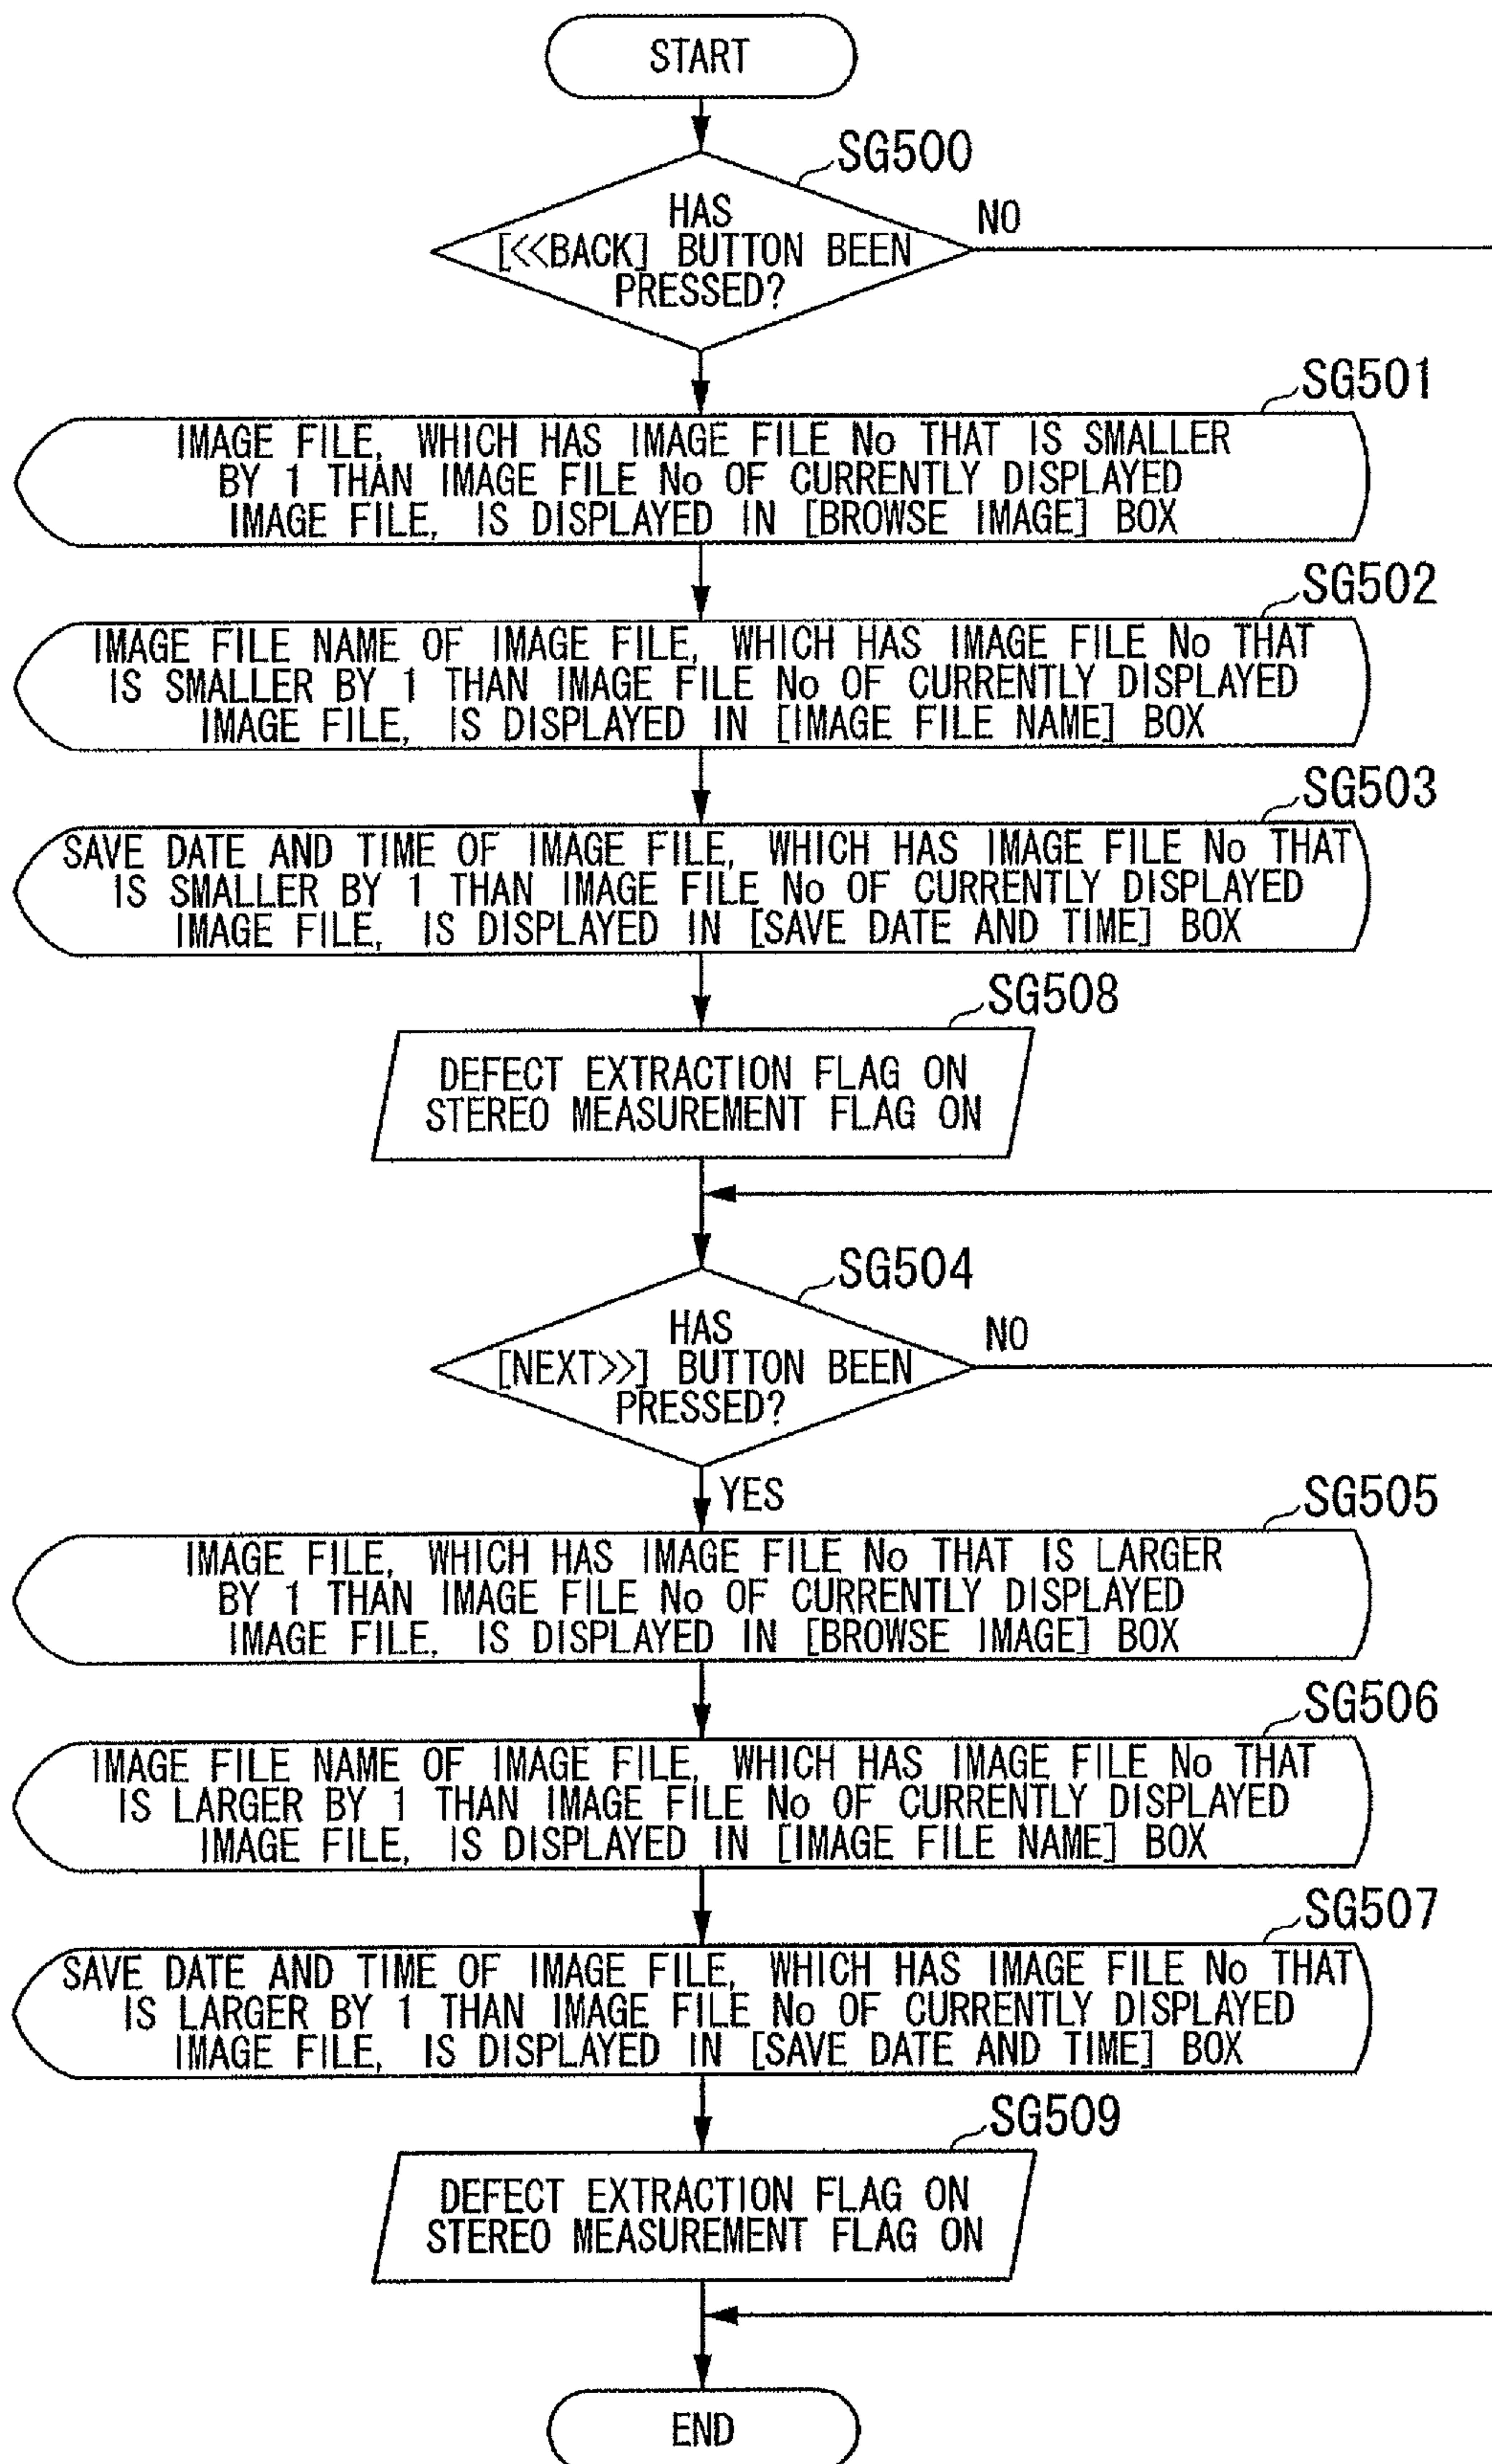 START
SG500
HAS
[<<BACK] BUTTON BEEN
PRESSED?
NO
SG501
IMAGE FILE, WHICH HAS IMAGE FILE No THAT IS SMALLER
BY 1 THAN IMAGE FILE No OF CURRENTLY DISPLAYED
IMAGE FILE, IS DISPLAYED IN [BROWSE IMAGE] BOX
SG502
IMAGE FILE NAME OF IMAGE FILE, WHICH HAS IMAGE FILE No THAT
IS SMALLER BY 1 THAN IMAGE FILE No OF CURRENTLY DISPLAYED
IMAGE FILE, IS DISPLAYED IN [IMAGE FILE NAME] BOX
SG503
SAVE DATE AND TIME OF IMAGE FILE, WHICH HAS IMAGE FILE No THAT
IS SMALLER BY 1 THAN IMAGE FILE No OF CURRENTLY DISPLAYED
IMAGE FILE, IS DISPLAYED IN [SAVE DATE AND TIME] BOX
SG508
DEFECT EXTRACTION FLAG ON
STEREO MEASUREMENT FLAG ON
SG504
HAS
[NEXT>>] BUTTON BEEN
PRESSED?
NO
YES
SG505
IMAGE FILE, WHICH HAS IMAGE FILE No THAT IS LARGER
BY 1 THAN IMAGE FILE No OF CURRENTLY DISPLAYED
IMAGE FILE, IS DISPLAYED IN [BROWSE IMAGE] BOX
SG506
IMAGE FILE NAME OF IMAGE FILE, WHICH HAS IMAGE FILE No THAT
IS LARGER BY 1 THAN IMAGE FILE No OF CURRENTLY DISPLAYED
IMAGE FILE, IS DISPLAYED IN [IMAGE FILE NAME] BOX
SG507
SAVE DATE AND TIME OF IMAGE FILE, WHICH HAS IMAGE FILE No THAT
IS LARGER BY 1 THAN IMAGE FILE No OF CURRENTLY DISPLAYED
IMAGE FILE, IS DISPLAYED IN [SAVE DATE AND TIME] BOX
SG509
DEFECT EXTRACTION FLAG ON
STEREO MEASUREMENT FLAG ON
END